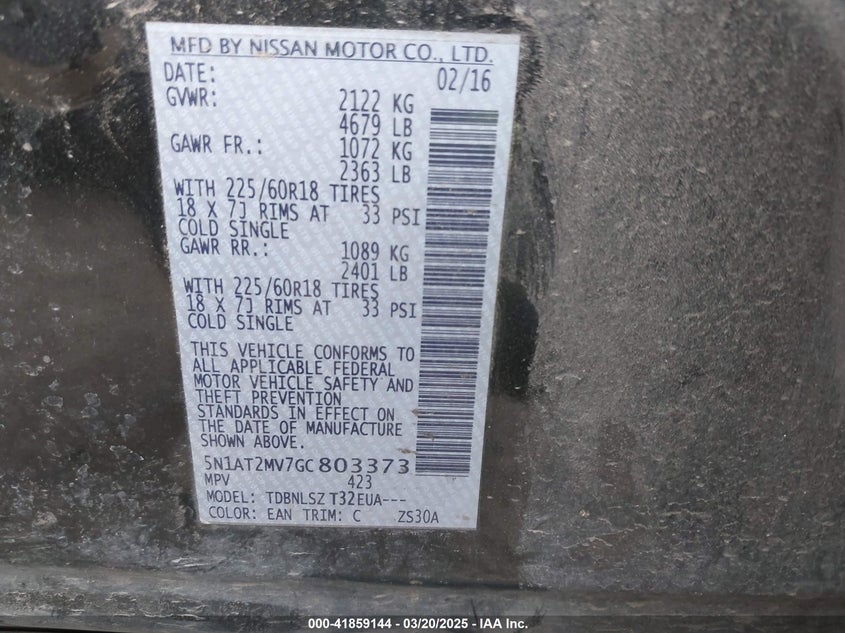 MFD BY NISSAN MOTOR CO., LTD.
DATE: 02/16
GVWR: 2122 KG
4679 LB
GAWR FR.: 1072 KG
2363 LB
WITH 225/60R18 TIRES
18 X 7J RIMS AT 33 PSI
COLD SINGLE
GAWR RR.: 1089 KG
2401 LB
WITH 225/60R18 TIRES
18 X 7J RIMS AT 33 PSI
COLD SINGLE
THIS VEHICLE CONFORMS TO
ALL APPLICABLE FEDERAL
MOTOR VEHICLE SAFETY AND
THEFT PREVENTION
STANDARDS IN EFFECT ON
THE DATE OF MANUFACTURE
SHOWN ABOVE.
5N1AT2MV7GC803373
MPV 423
MODEL: TDBNLSZ T32EUA---
COLOR: EAN TRIM: C ZS30A
000-41859144 - 03/20/2025 - IAA Inc.